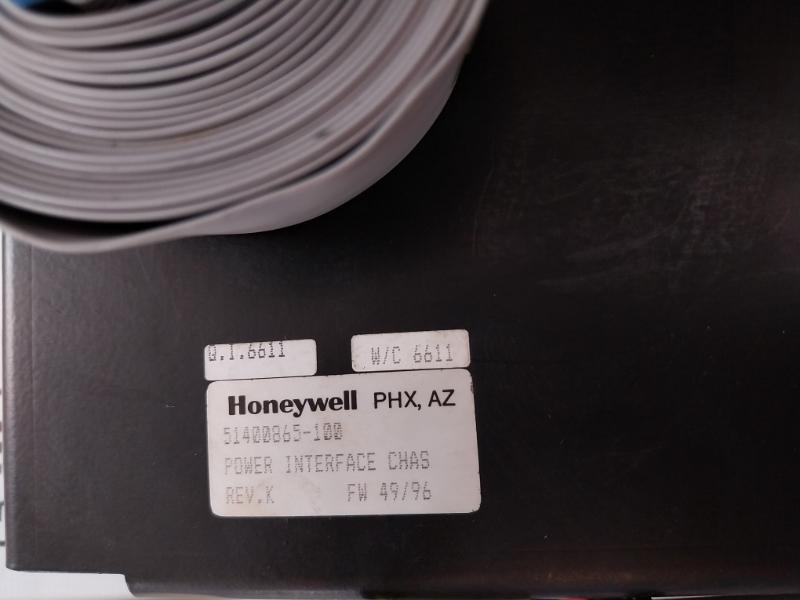 Q.I.6611
W/C 6611
Honeywell PHX, AZ
51400865-100
POWER INTERFACE CHAS
REV.K FW 49/96